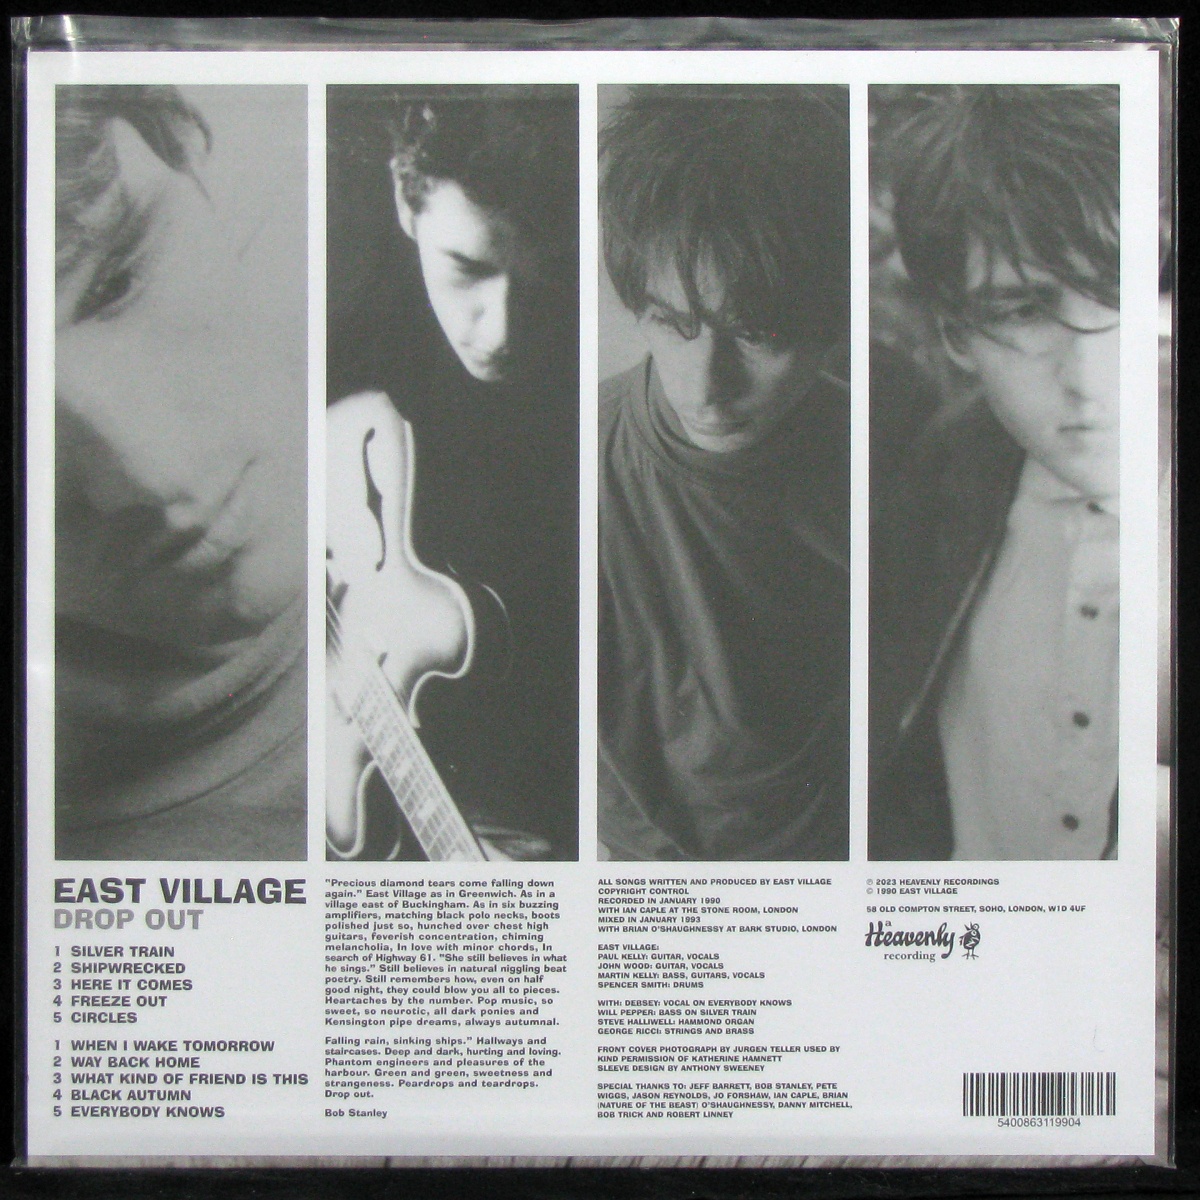 EAST VILLAGE
DROP OUT
1 SILVER TRAIN
2 SHIPWRECKED
3 HERE IT COMES
4 FREEZE OUT
5 CIRCLES
1 WHEN I WAKE TOMORROW
2 WAY BACK HOME
3 WHAT KIND OF FRIEND IS THIS
4 BLACK AUTUMN
5 EVERYBODY KNOWS
"Precious diamond tears come falling down
again." East Village as in Greenwich. As in a
village east of Buckingham. As in six buzzing
amplifiers, matching black polo necks, boots
polished just so, hunched over chest high
guitars, feverish concentration, chiming
melancholia, In love with minor chords, In
search of Highway 61. "She still believes in what
he sings." Still believes in natural niggling beat
poetry. Still remembers how, even on half
good night, they could blow you all to pieces.
Heartaches by the number. Pop music, so
sweet, so neurotic, all dark ponies and
Kensington pipe dreams, always autumnal.
Falling rain, sinking ships." Hallways and
staircases. Deep and dark, hurting and loving.
Phantom engineers and pleasures of the
harbour. Green and green, sweetness and
strangeness. Peardrops and teardrops.
Drop out.
Bob Stanley
ALL SONGS WRITTEN AND PRODUCED BY EAST VILLAGE
COPYRIGHT CONTROL
RECORDED IN JANUARY 1990
WITH IAN CAPLE AT THE STONE ROOM, LONDON
MIXED IN JANUARY 1993
WITH BRIAN O'SHAUGHNESSY AT BARK STUDIO, LONDON
EAST VILLAGE:
PAUL KELLY: GUITAR, VOCALS
JOHN WOOD: GUITAR, VOCALS
MARTIN KELLY: BASS, GUITARS, VOCALS
SPENCER SMITH: DRUMS
WITH: DEBSEY: VOCAL ON EVERYBODY KNOWS
WILL PEPPER: BASS ON SILVER TRAIN
STEVE HALLIWELL: HAMMOND ORGAN
GEORGE RICCI: STRINGS AND BRASS
FRONT COVER PHOTOGRAPH BY JURGEN TELLER USED BY
KIND PERMISSION OF KATHERINE HAMNETT
SLEEVE DESIGN BY ANTHONY SWEENEY
SPECIAL THANKS TO: JEFF BARRETT, BOB STANLEY, PETE
WIGGS, JASON REYNOLDS, JO FORSHAW, IAN CAPLE, BRIAN
(NATURE OF THE BEAST) O'SHAUGHNESSY, DANNY MITCHELL,
BOB TRICK AND ROBERT LINNEY
℗ 2023 HEAVENLY RECORDINGS
© 1990 EAST VILLAGE
58 OLD COMPTON STREET, SOHO, LONDON, W1D 4UF
a
Heavenly
recording
5400863119904